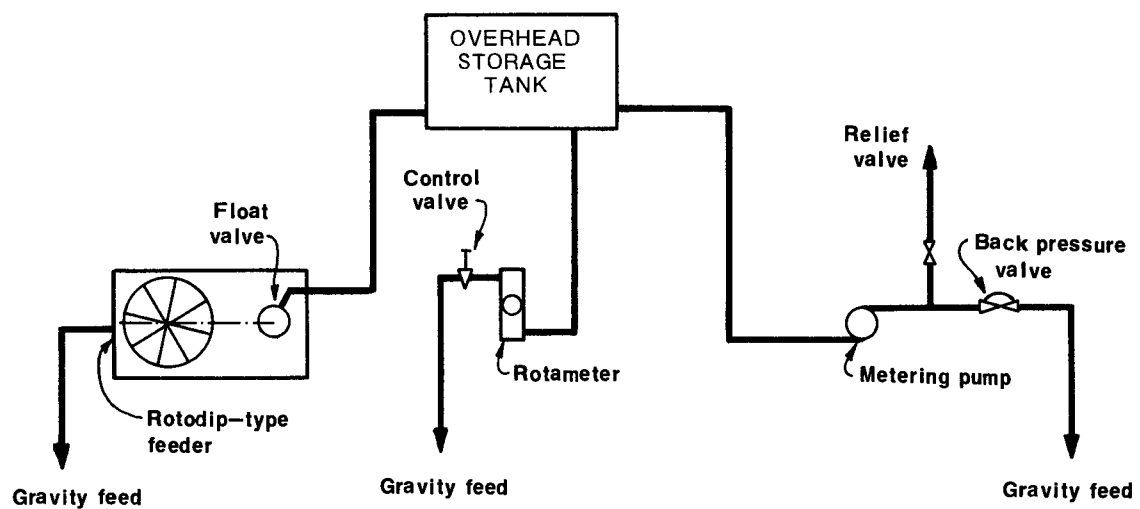 OVERHEAD
STORAGE
TANK
Relief
valve
Control
valve
Float
valve
Back pressure
valve
Rotameter
Metering pump
Rotodip-type
feeder
Gravity feed
Gravity feed
Gravity feed